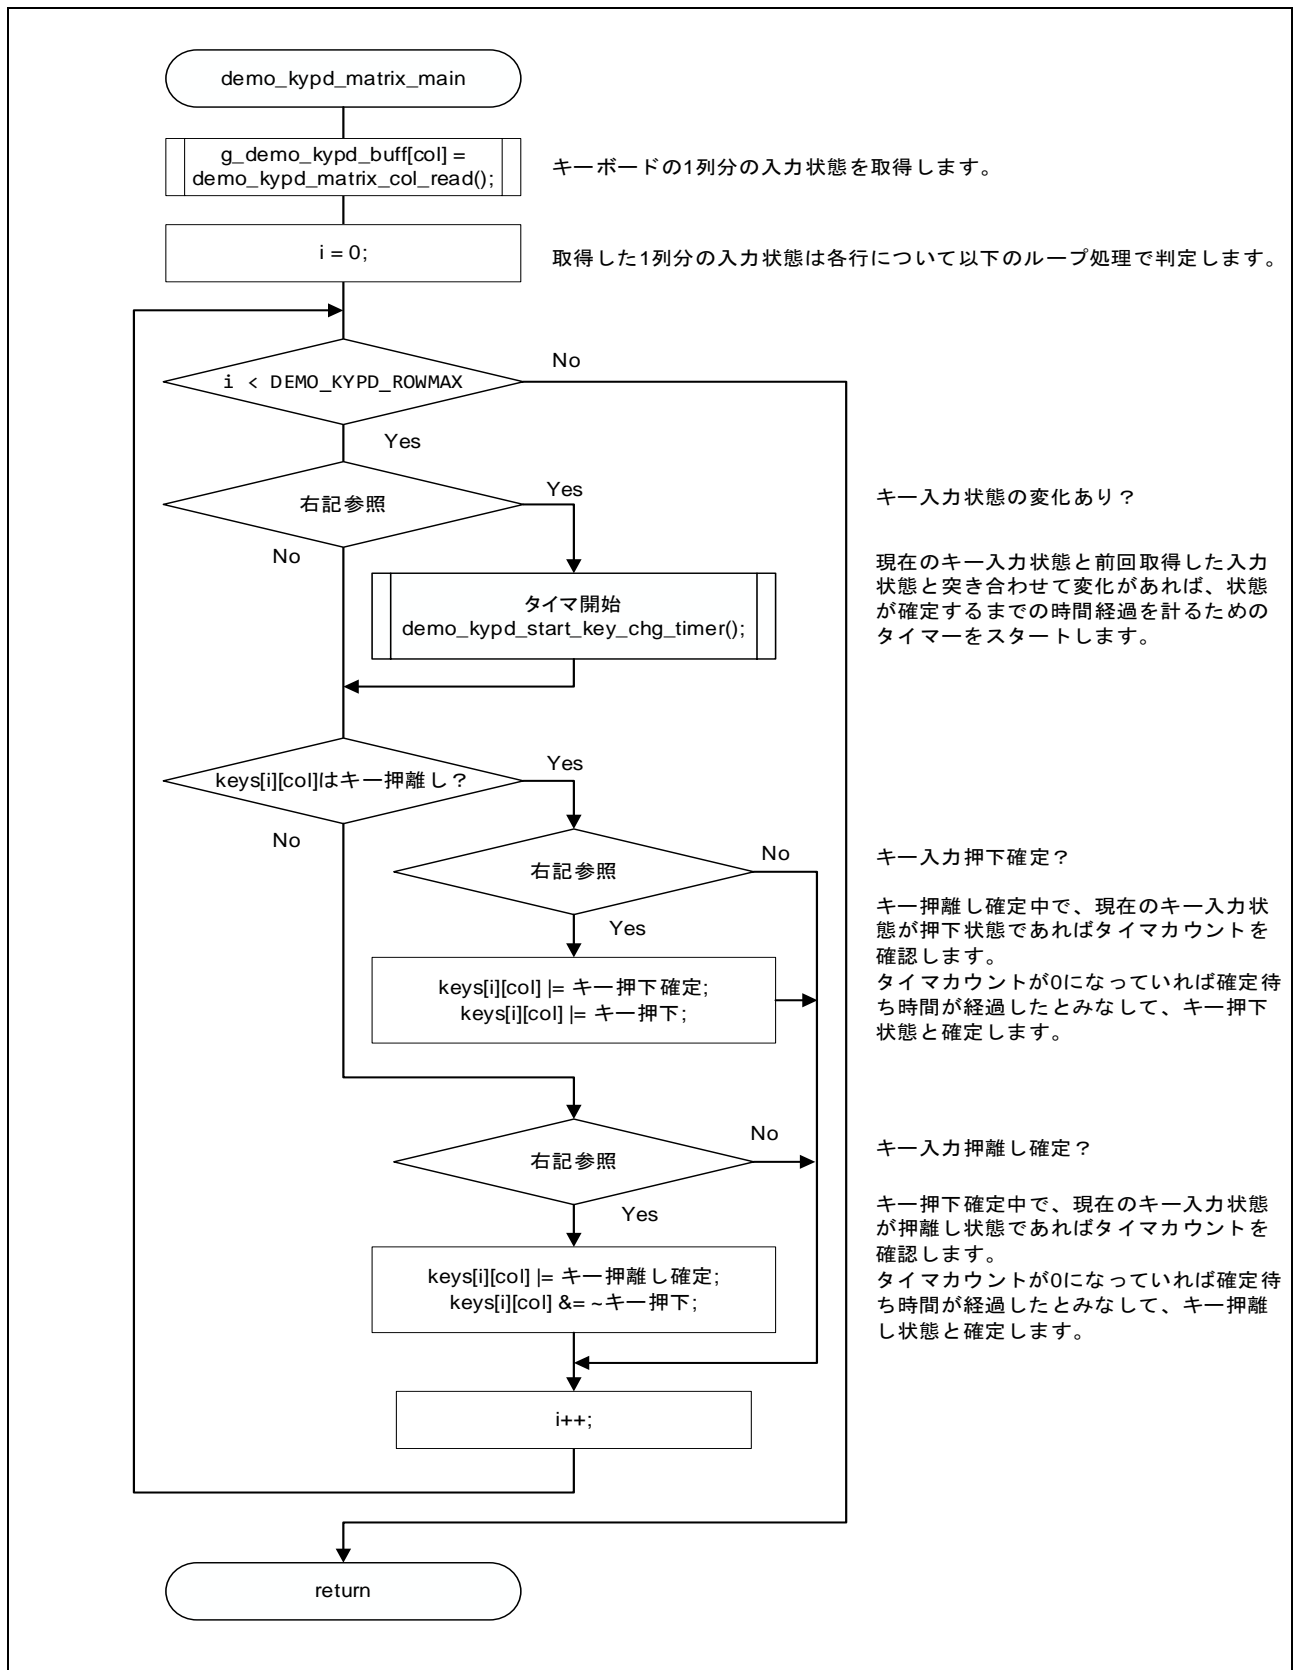 demo_kypd_matrix_main
g_demo_kypd_buff[col] =
demo_kypd_matrix_col_read();
キーボードの1列分の入力状態を取得します。
i = 0;
取得した1列分の入力状態は各行について以下のループ処理で判定します。
i < DEMO_KYPD_ROWMAX
No
Yes
右記参照
Yes
No
キー入力状態の変化あり?
現在のキー入力状態と前回取得した入力
状態と突き合わせて変化があれば、状態
が確定するまでの時間経過を計るための
タイマーをスタートします。
タイマ開始
demo_kypd_start_key_chg_timer();
keys[i][col]はキー押離し?
Yes
No
右記参照
No
Yes
キー入力押下確定?
キー押離し確定中で、現在のキー入力状
態が押下状態であればタイマカウントを
確認します。
タイマカウントが0になっていれば確定待
ち時間が経過したとみなして、キー押下
状態と確定します。
keys[i][col] |= キー押下確定;
keys[i][col] |= キー押下;
右記参照
No
Yes
キー入力押離し確定?
キー押下確定中で、現在のキー入力状態
が押離し状態であればタイマカウントを
確認します。
タイマカウントが0になっていれば確定待
ち時間が経過したとみなして、キー押離
し状態と確定します。
keys[i][col] |= キー押離し確定;
keys[i][col] &= ~キー押下;
i++;
return